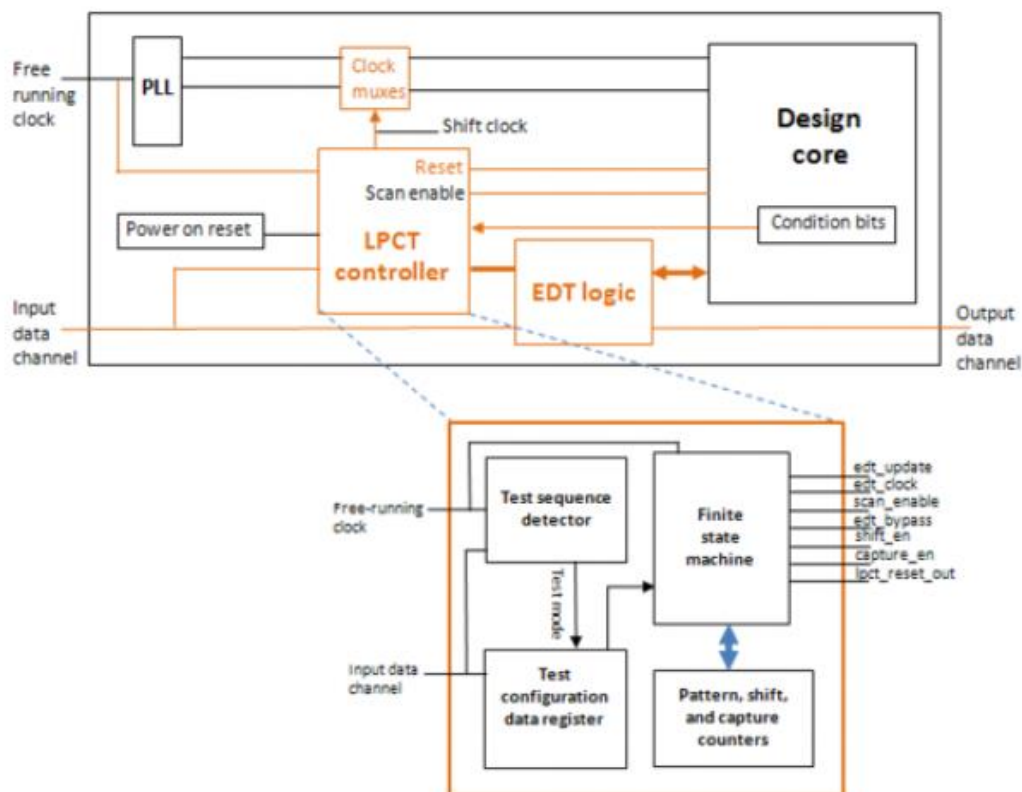 Free
running
clock
PLL
Clock
muxes
Shift clock
Design
core
Reset
Scan enable
Power on reset
Condition bits
LPCT
controller
EDT logic
Input
data
channel
Output
data
channel
Free-running
clock
Test sequence
detector
Finite
state
machine
edt_update
edt_clock
scan_enable
edt_bypass
shift_en
capture_en
lpct_reset_out
Test mode
Input data
channel
Test
configuration
data register
Pattern, shift,
and capture
counters